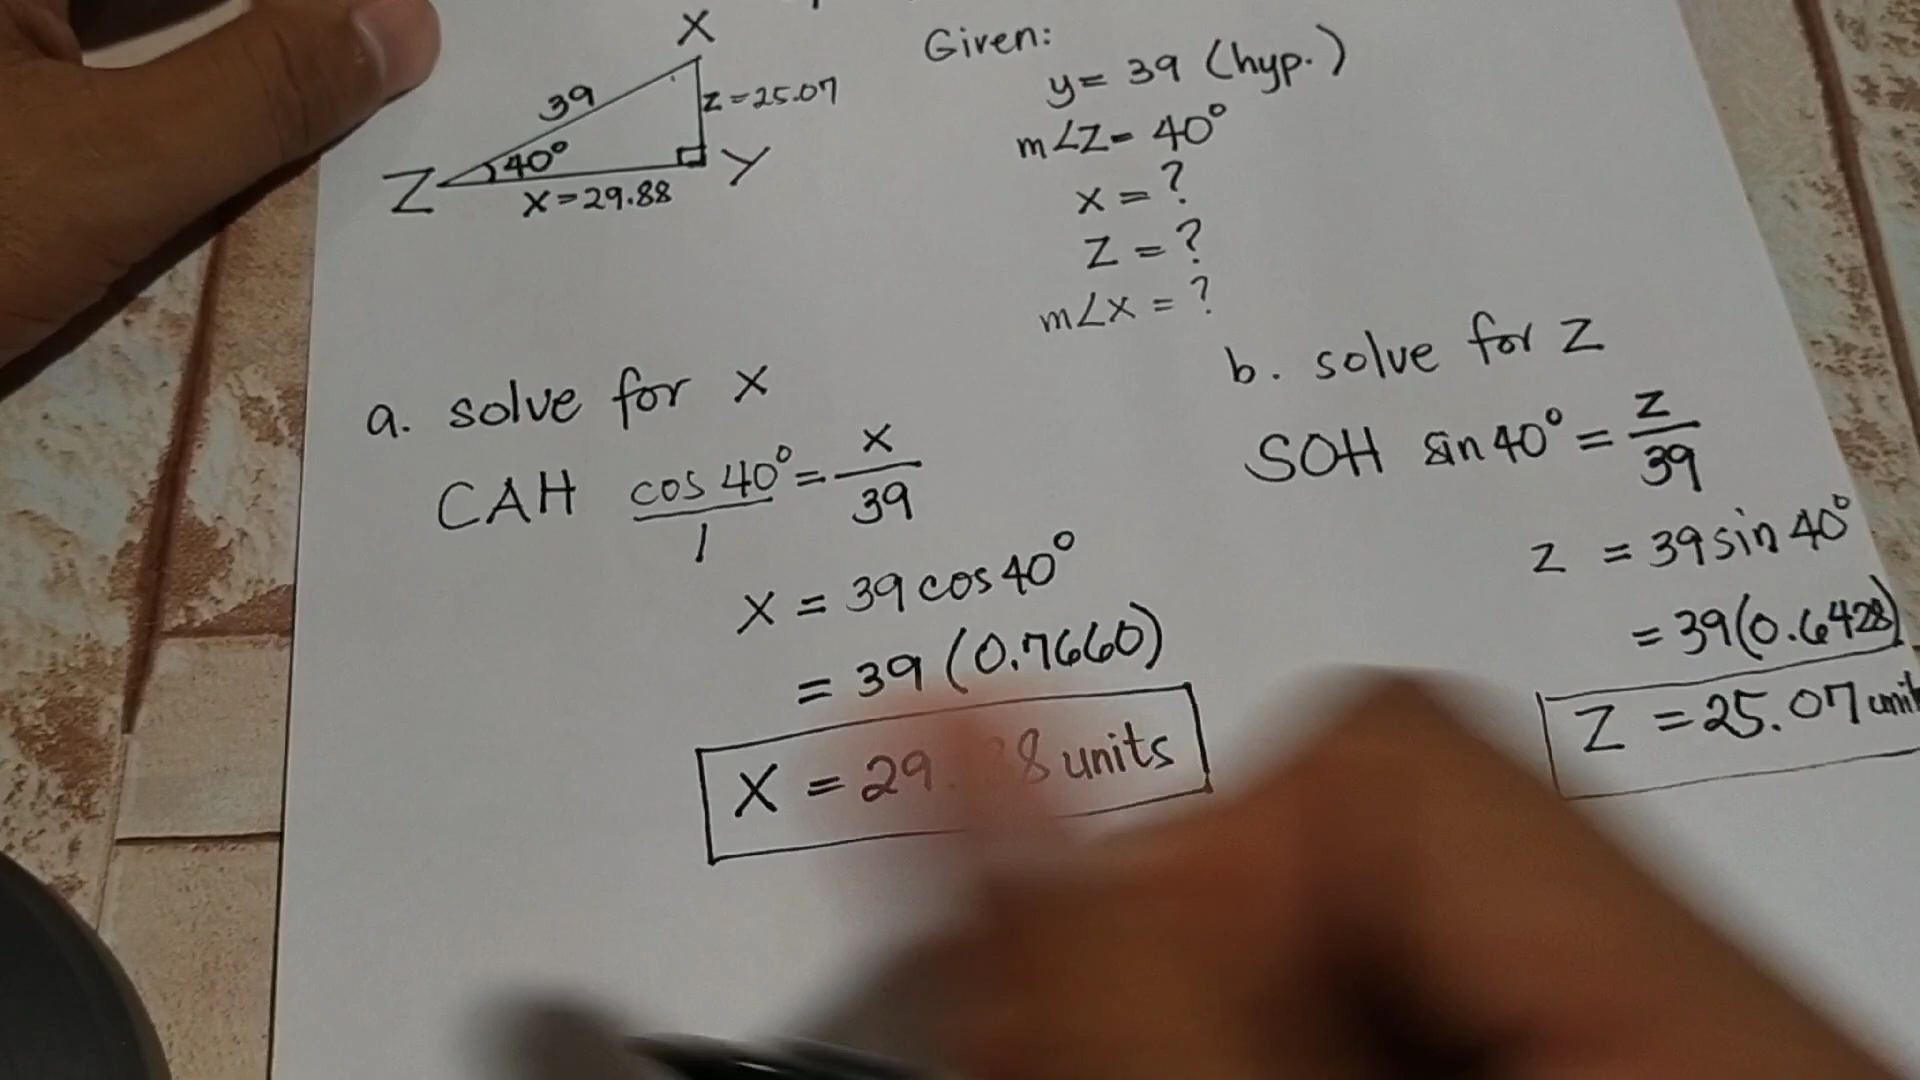 X
39
z=25.07
40°
Z
Y
x=29.88
Given:
y= 39 (hyp.)
m∠Z= 40°
x = ?
z = ?
m∠X = ?
a. solve for x
CAH cos 40°/1 = x/39
x = 39 cos 40°
= 39 (0.7660)
x = 29. 8 units
b. solve for z
SOH sin 40° = z/39
z = 39 sin 40°
= 39(0.6428)
z = 25.07